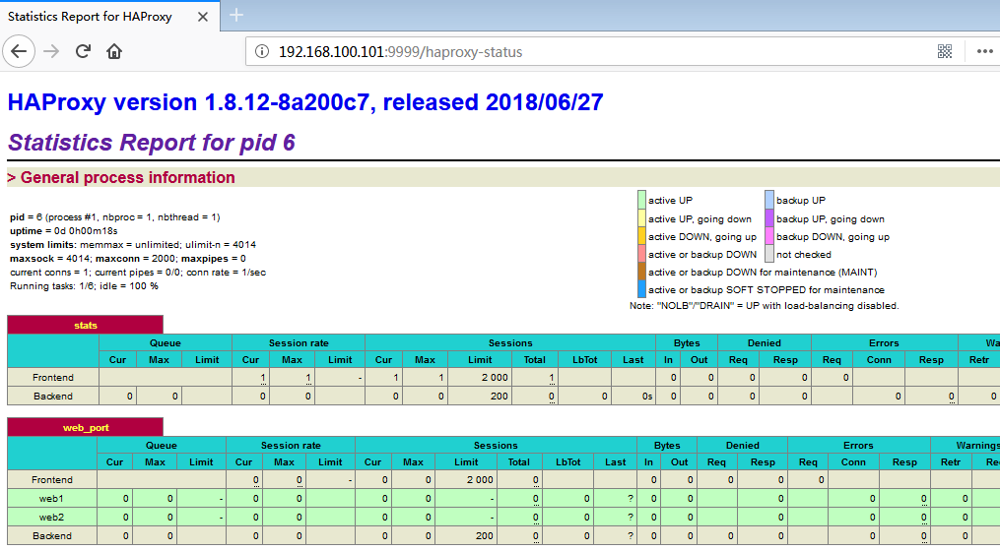 Statistics Report for HAProxy
192.168.100.101:9999/haproxy-status
HAProxy version 1.8.12-8a200c7, released 2018/06/27
Statistics Report for pid 6
> General process information
pid = 6 (process #1, nbproc = 1, nbthread = 1)
uptime = 0d 0h00m18s
system limits: memmax = unlimited; ulimit-n = 4014
maxsock = 4014; maxconn = 2000; maxpipes = 0
current conns = 1; current pipes = 0/0; conn rate = 1/sec
Running tasks: 1/6; idle = 100 %
active UP backup UP
active UP, going down backup UP, going down
active DOWN, going up backup DOWN, going up
active or backup DOWN not checked
active or backup DOWN for maintenance (MAINT)
active or backup SOFT STOPPED for maintenance
Note: "NOLB"/"DRAIN" = UP with load-balancing disabled.
stats
Queue Session rate Sessions Bytes Denied Errors Wa
Cur Max Limit Cur Max Limit Cur Max Limit Total LbTot Last In Out Req Resp Req Conn Resp Retr
Frontend 1 1 - 1 1 2 000 1 0 0 0 0 0
Backend 0 0 0 0 0 0 200 0 0 0s 0 0 0 0 0 0 0
web_port
Queue Session rate Sessions Bytes Denied Errors Warnings
Cur Max Limit Cur Max Limit Cur Max Limit Total LbTot Last In Out Req Resp Req Conn Resp Retr Re
Frontend 0 0 - 0 0 2 000 0 0 0 0 0 0
web1 0 0 - 0 0 0 0 - 0 0 ? 0 0 0 0 0 0
web2 0 0 - 0 0 0 0 - 0 0 ? 0 0 0 0 0 0
Backend 0 0 0 0 0 0 200 0 0 ? 0 0 0 0 0 0 0